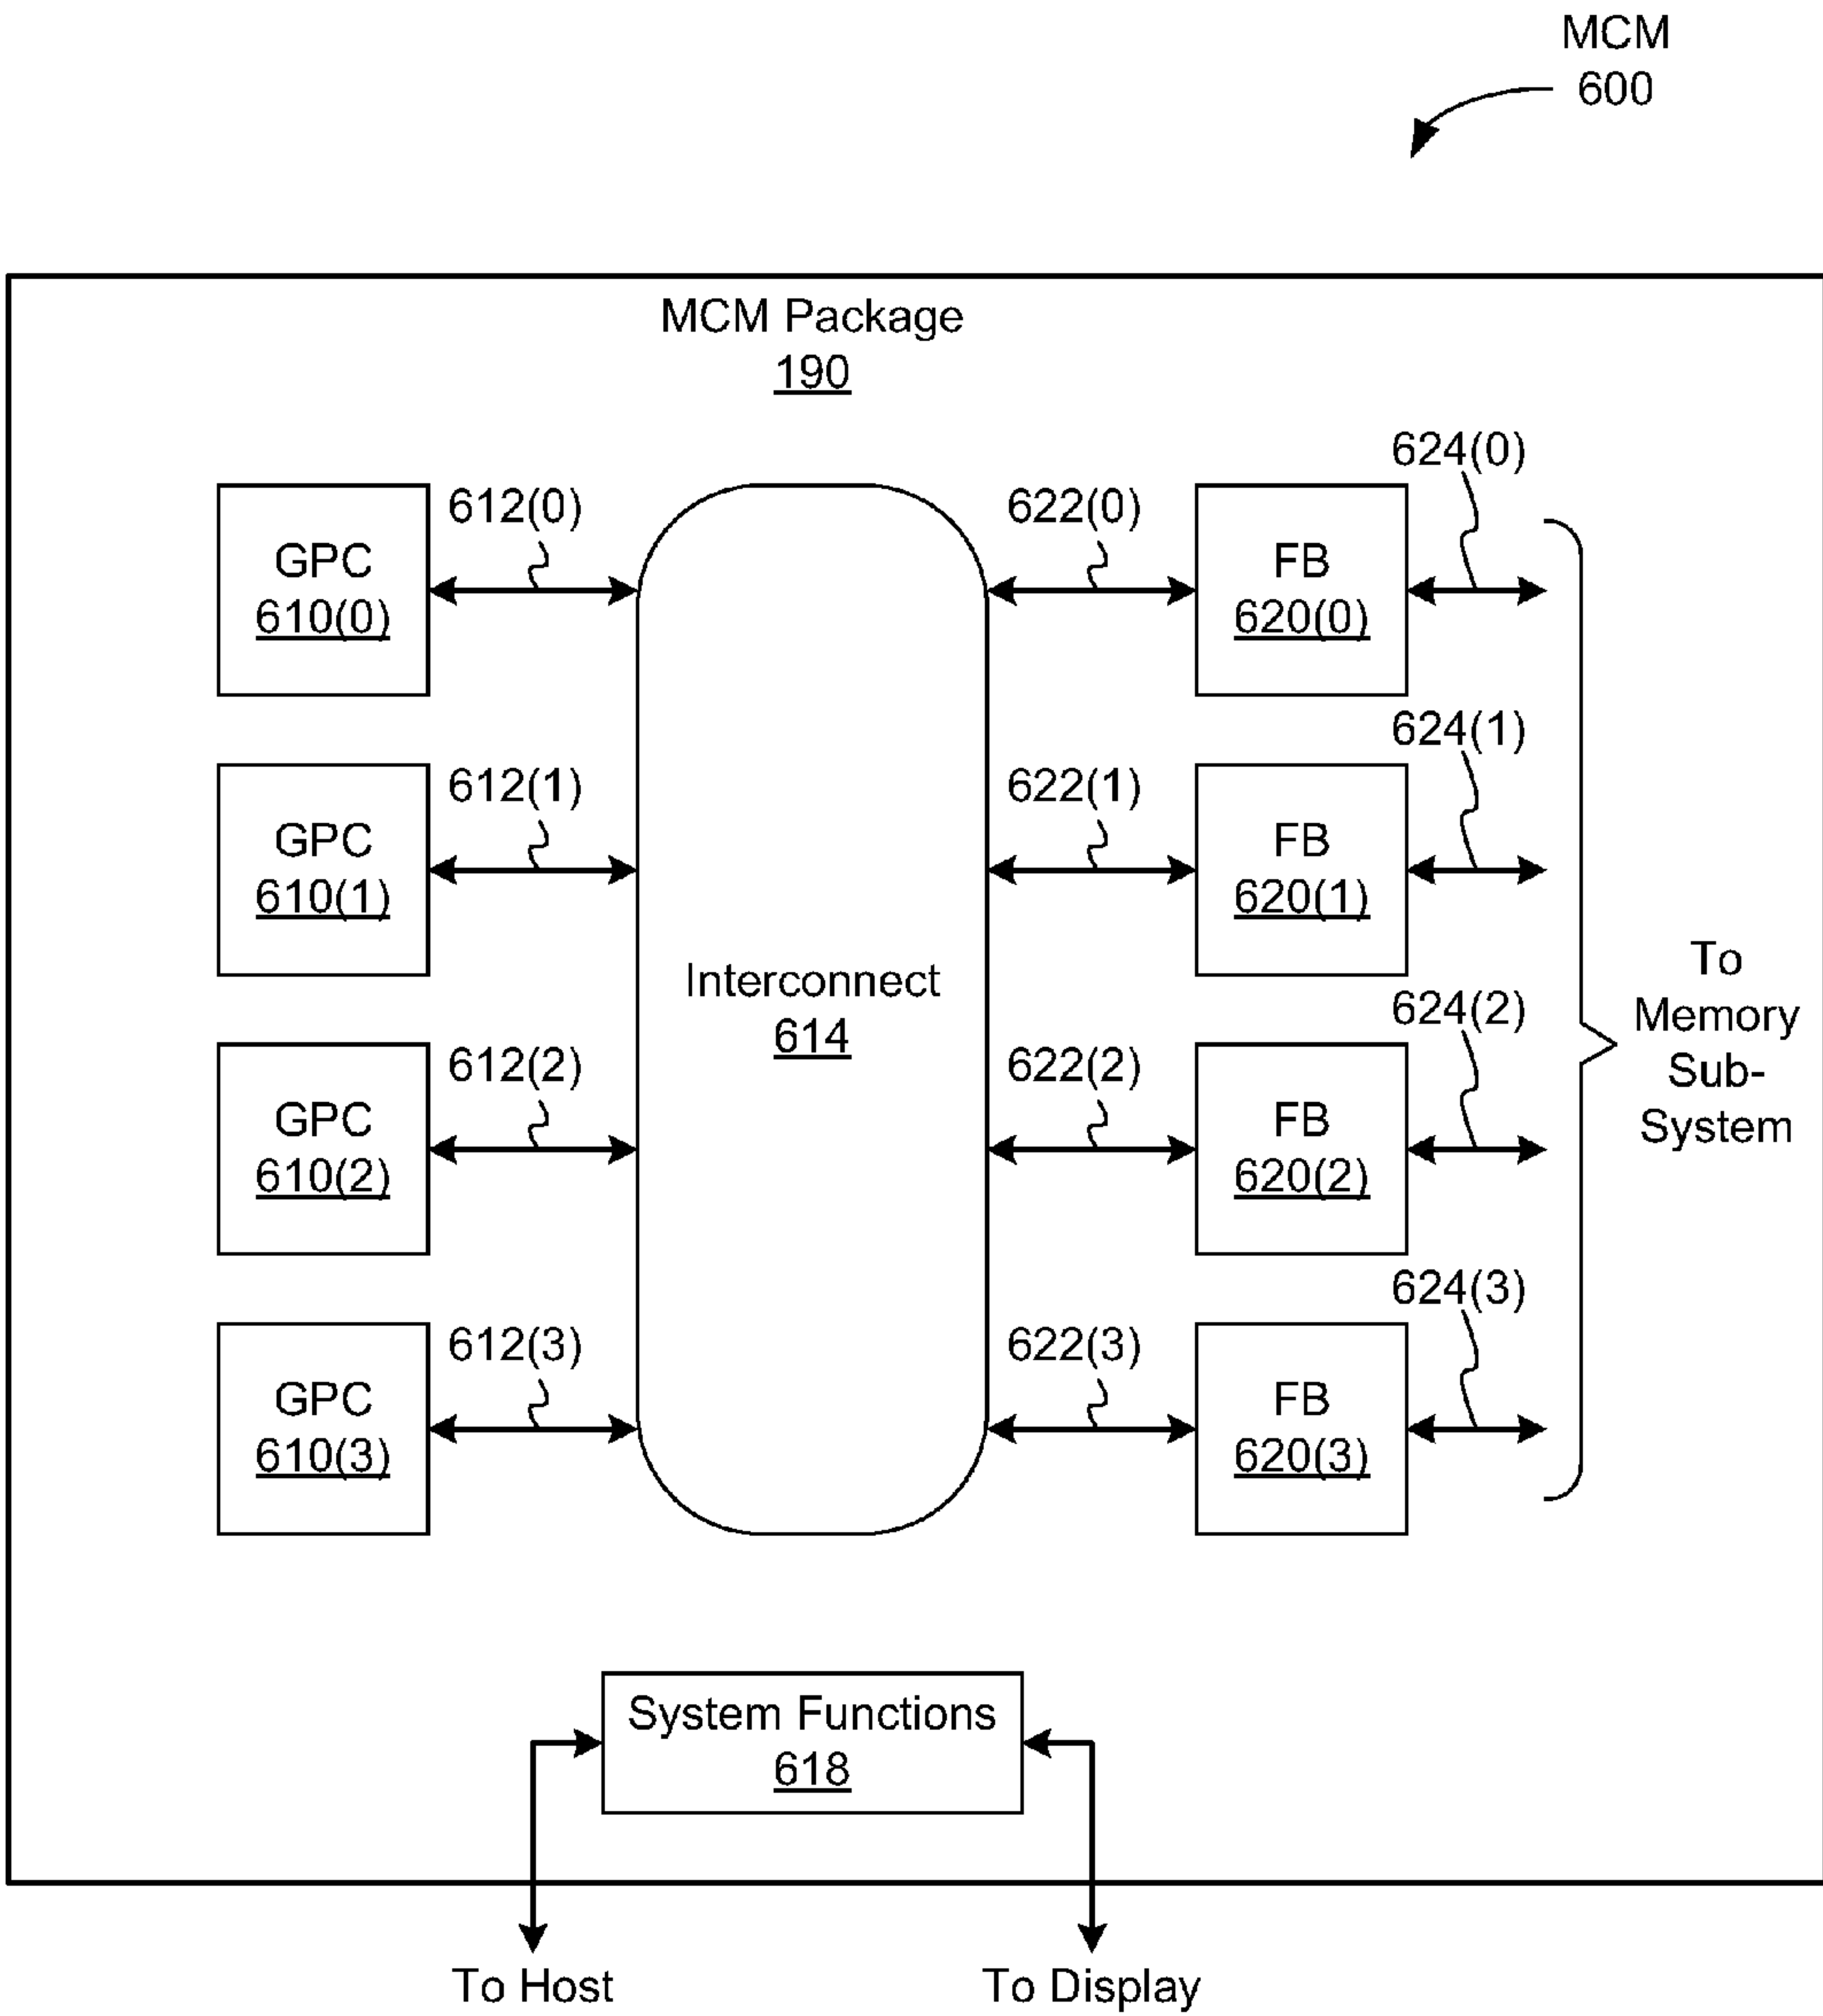 MCM
600
MCM Package
190
624(0)
612(0)
622(0)
GPC
610(0)
FB
620(0)
624(1)
612(1)
622(1)
GPC
610(1)
FB
620(1)
Interconnect
614
To
Memory
Sub-
System
624(2)
612(2)
622(2)
GPC
610(2)
FB
620(2)
624(3)
612(3)
622(3)
GPC
610(3)
FB
620(3)
System Functions
618
To Host
To Display